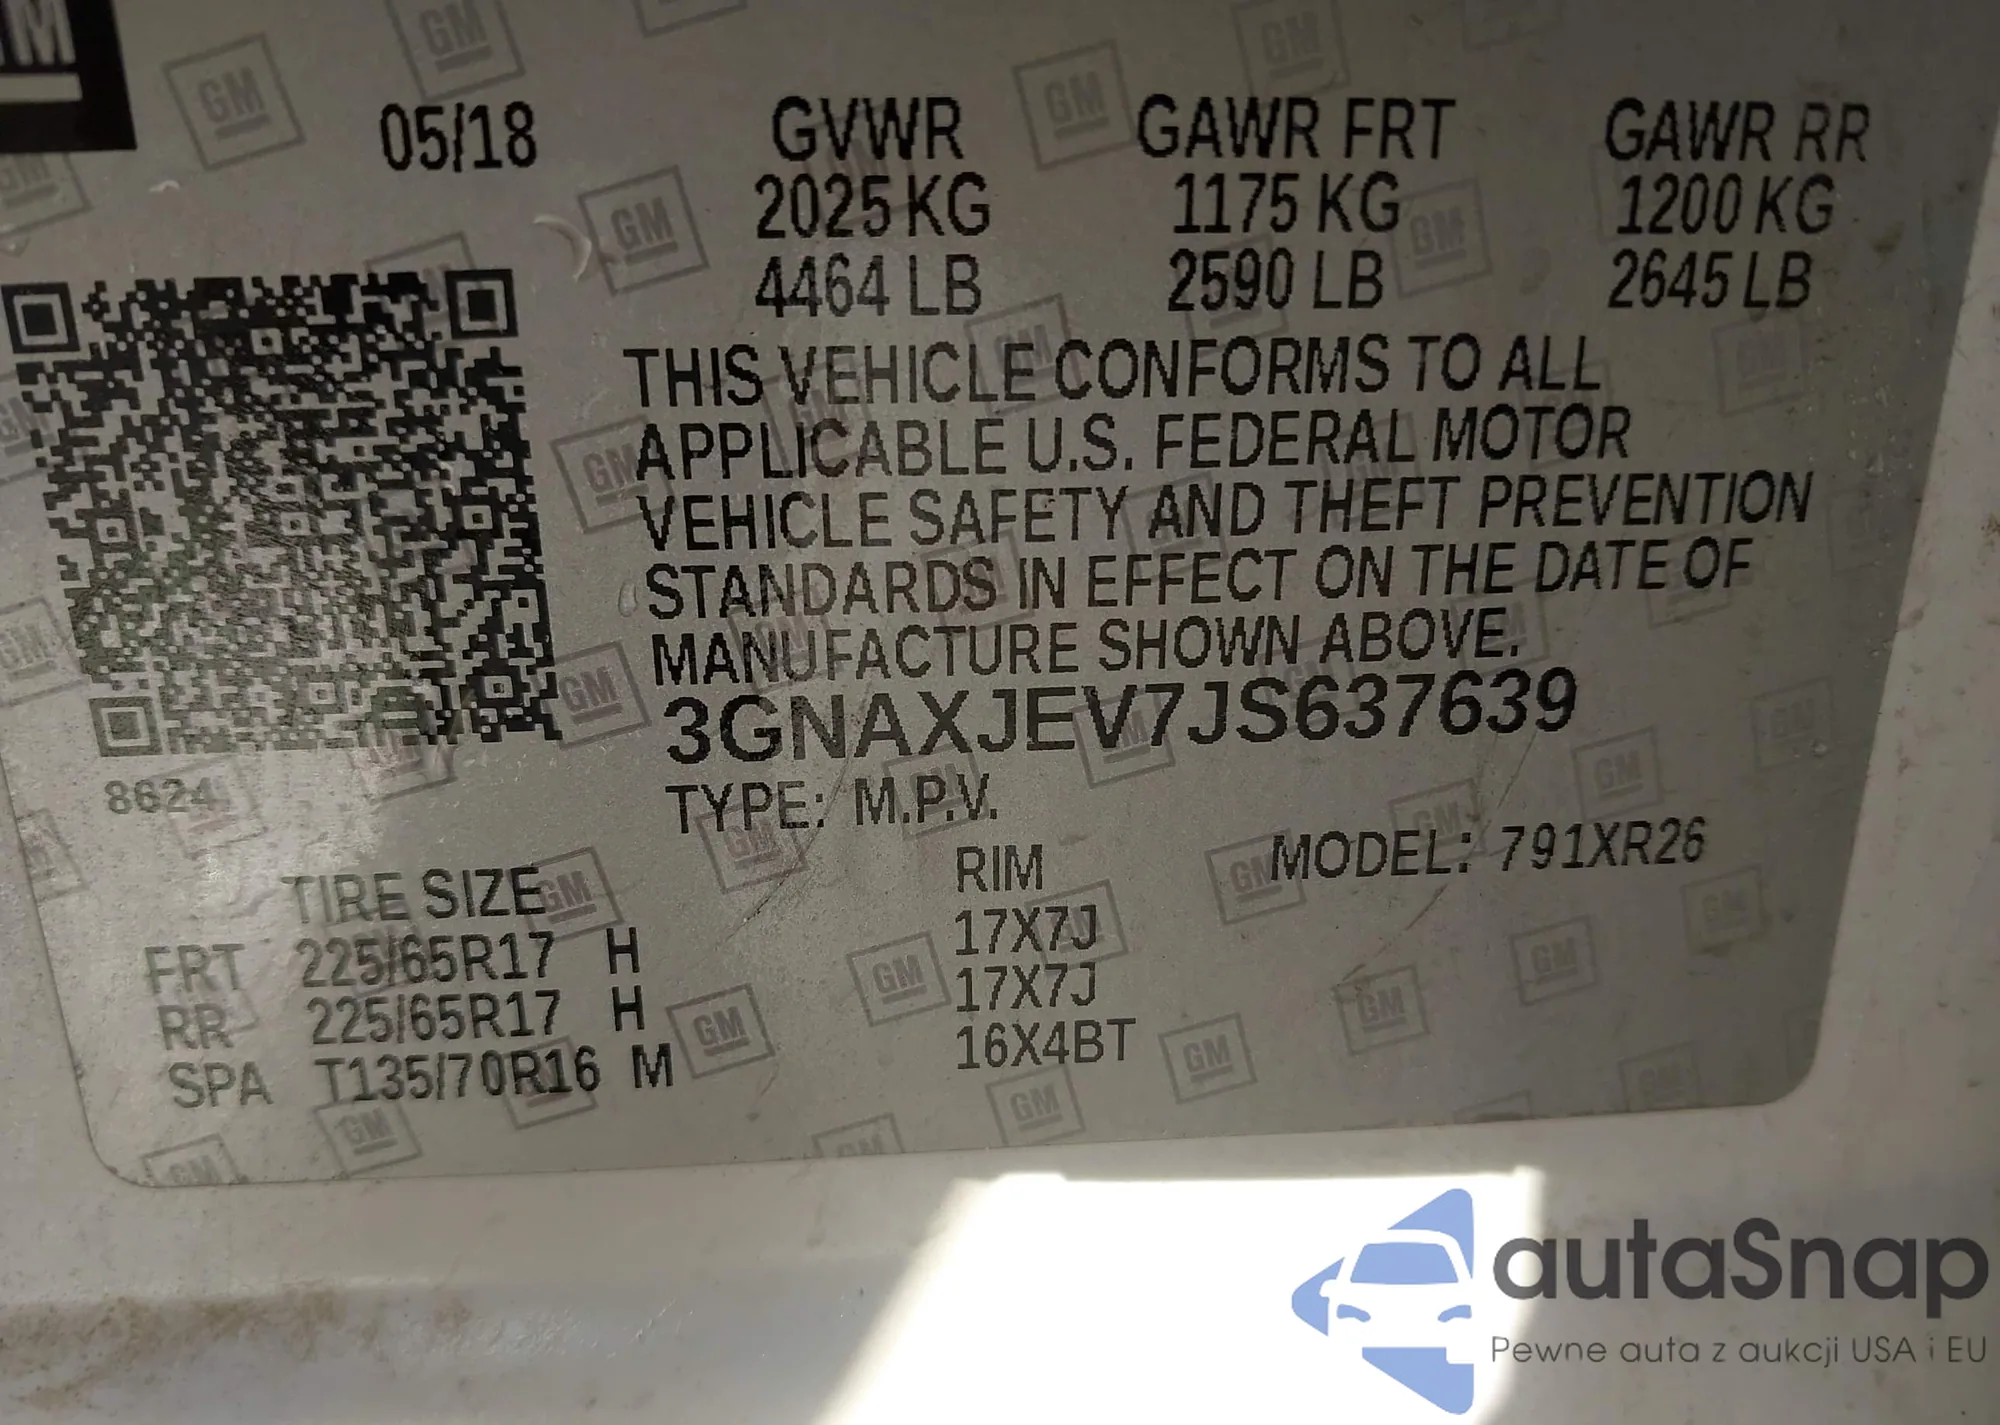 GM
05/18
GVWR GAWR FRT GAWR RR
2025 KG 1175 KG 1200 KG
4464 LB 2590 LB 2645 LB
THIS VEHICLE CONFORMS TO ALL
APPLICABLE U.S. FEDERAL MOTOR
VEHICLE SAFETY AND THEFT PREVENTION
STANDARDS IN EFFECT ON THE DATE OF
MANUFACTURE SHOWN ABOVE.
3GNAXJEV7JS637639
8624
TYPE: M.P.V.
MODEL: 791XR26
TIRE SIZE RIM
FRT 225/65R17 H 17X7J
RR 225/65R17 H 17X7J
SPA T135/70R16 M 16X4BT
autaSnap
Pewne auta z aukcji USA i EU